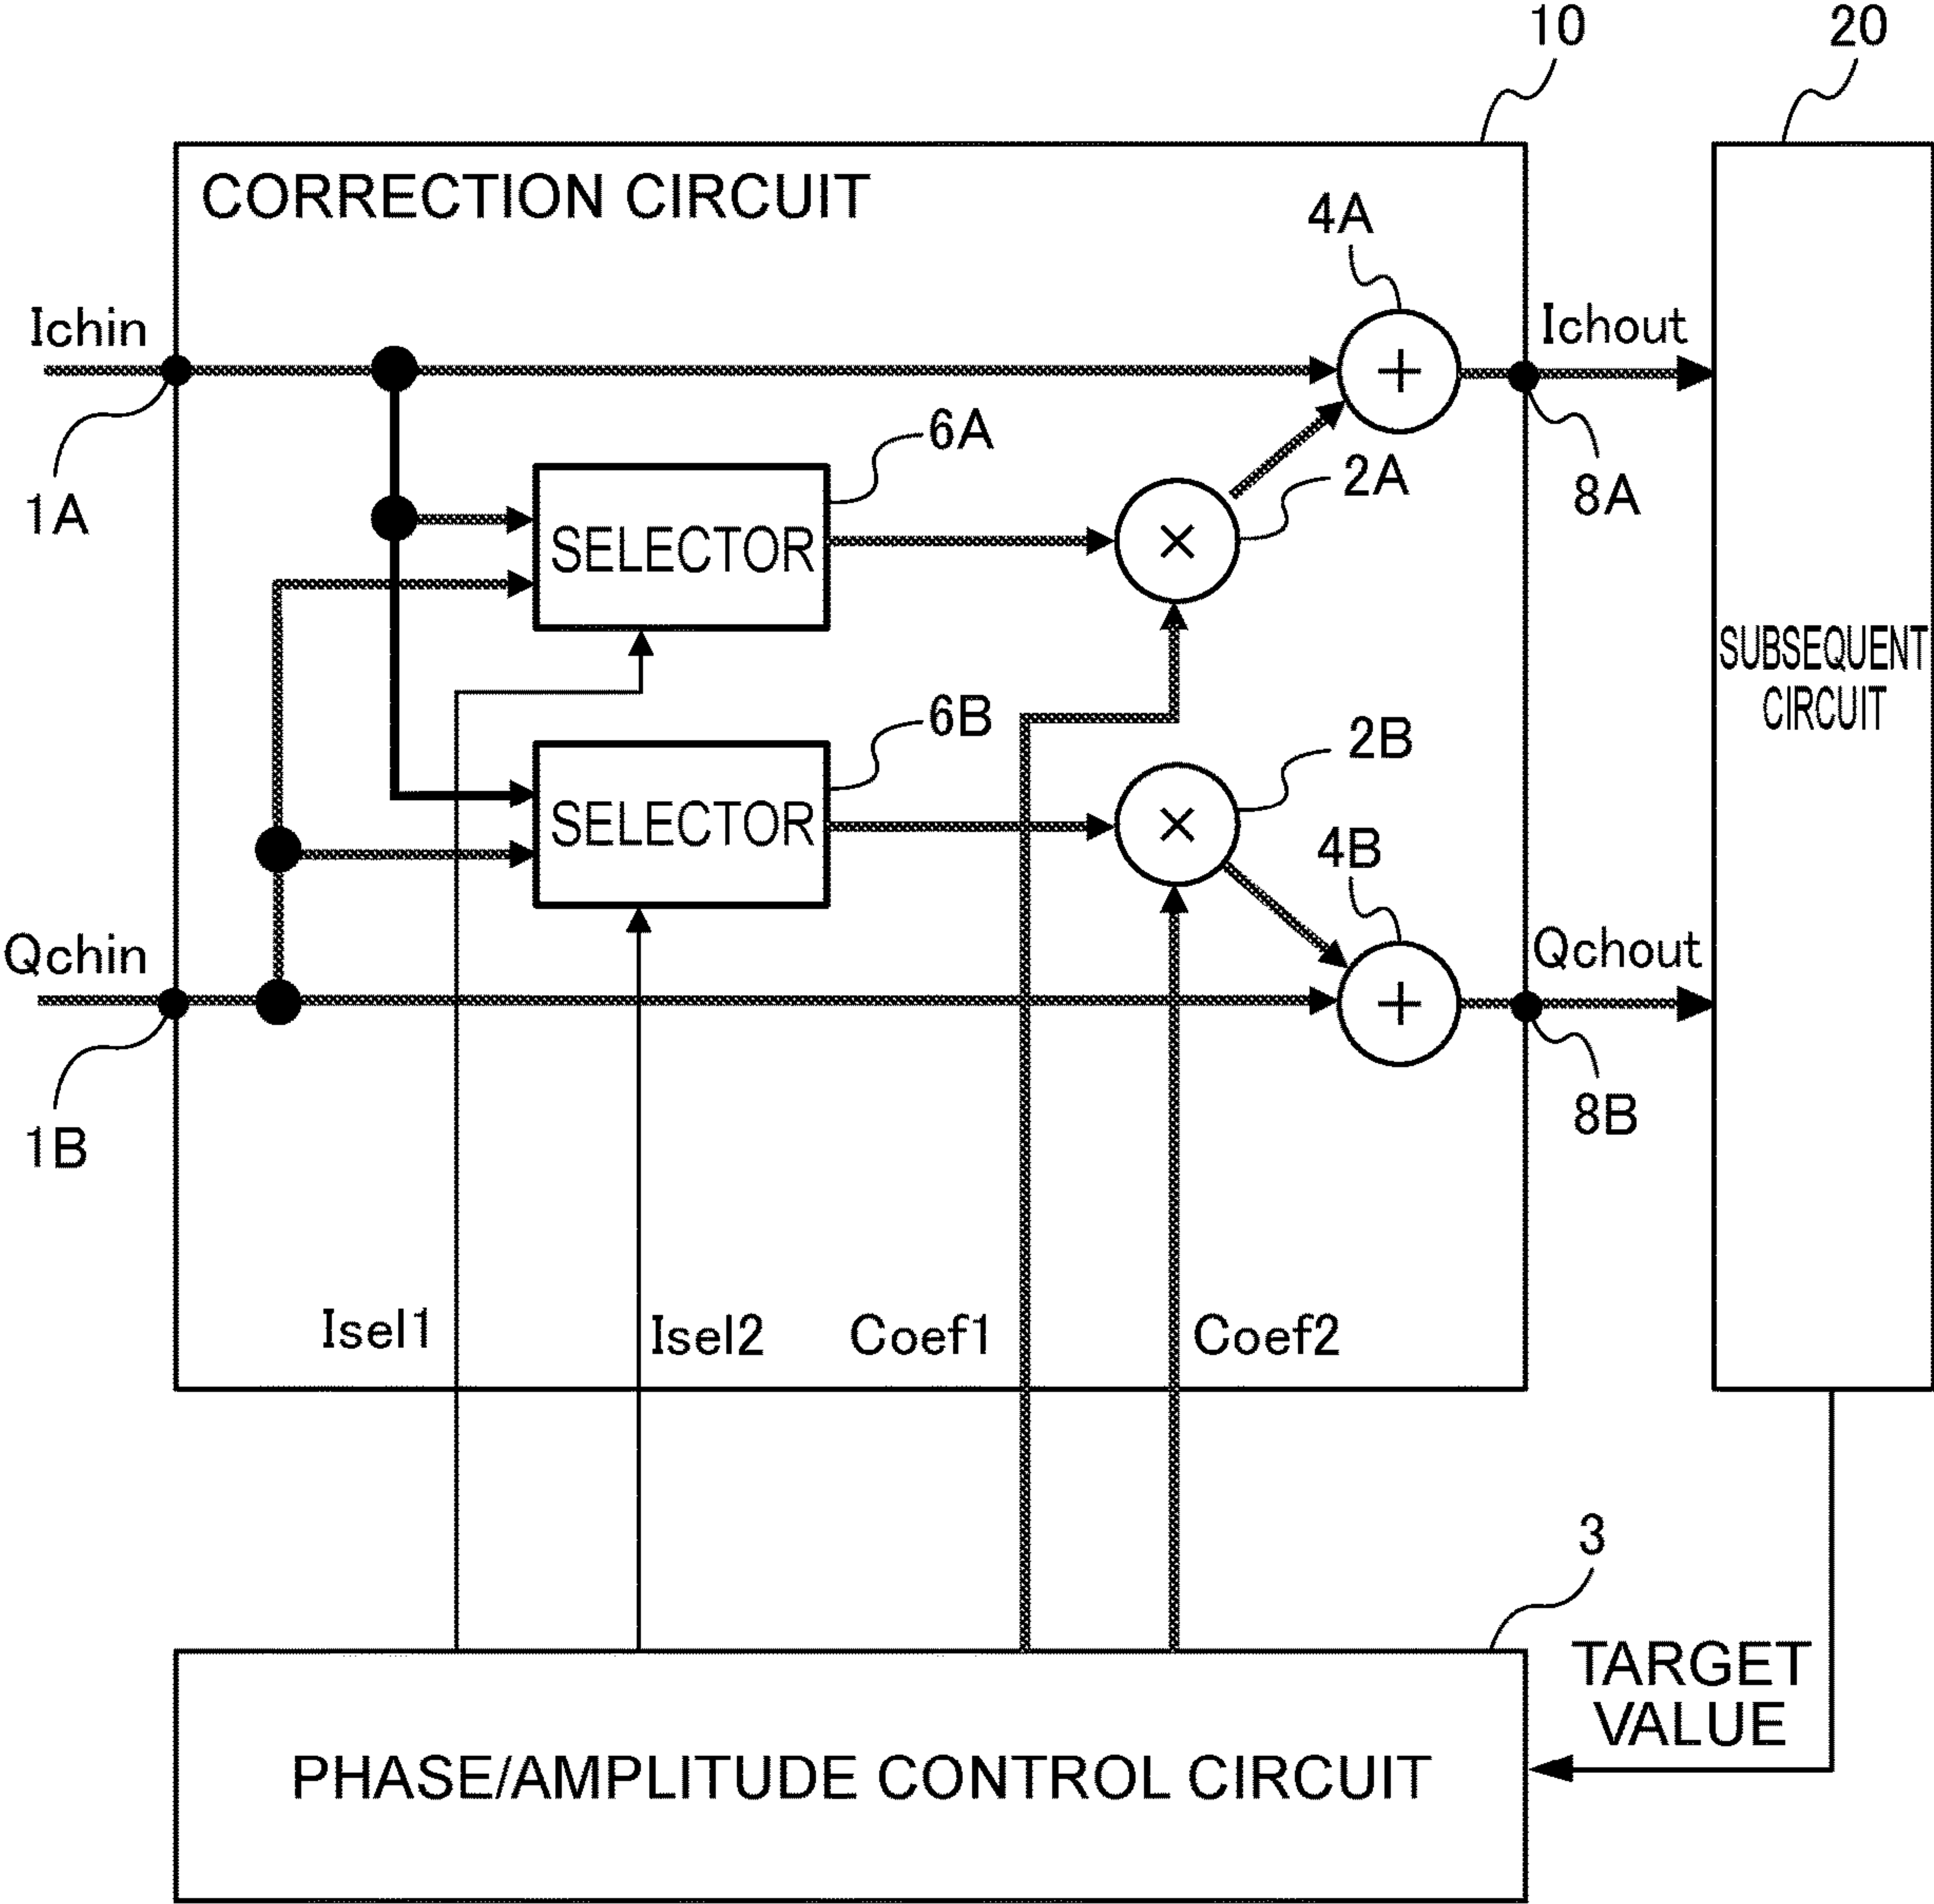 10
20
CORRECTION CIRCUIT
4A
Ichin
Ichout
6A
2A
1A
8A
SELECTOR
×
+
SUBSEQUENT
CIRCUIT
6B
2B
SELECTOR
×
4B
Qchin
Qchout
+
1B
8B
Isel1
Isel2
Coef1
Coef2
3
TARGET
VALUE
PHASE/AMPLITUDE CONTROL CIRCUIT